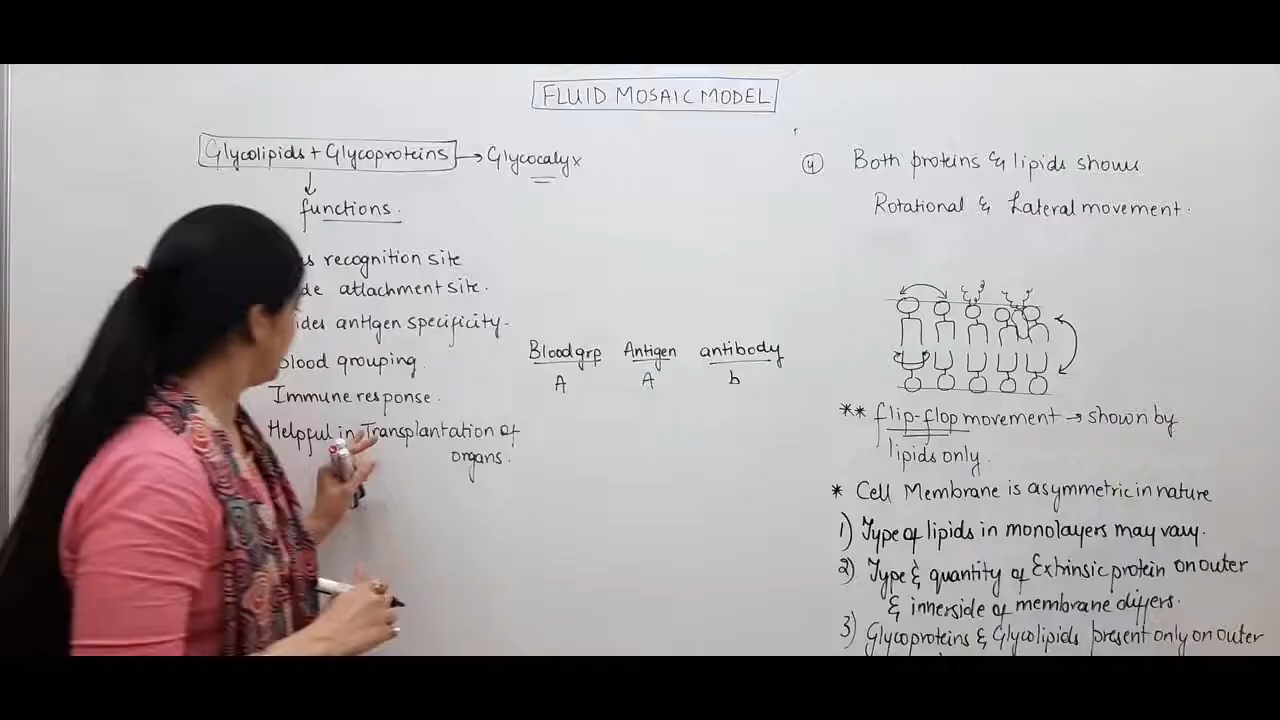 FLUID MOSAIC MODEL
Glycolipids + Glycoproteins → Glycocalyx
functions.
recognition site
attachment site.
antigen specificity-
blood grouping.
Immune response.
Helpful in Transplantation of
organs.
Blood grp Antigen antibody
A A b
④ Both proteins & lipids shows
Rotational & Lateral movement.
** flip-flop movement → shown by
lipids only.
* Cell Membrane is asymmetric in nature
1) Type of lipids in monolayers may vary.
2) Type & quantity of Extrinsic protein on outer
& innerside of membrane differs.
3) Glycoproteins & Glycolipids present only on outer